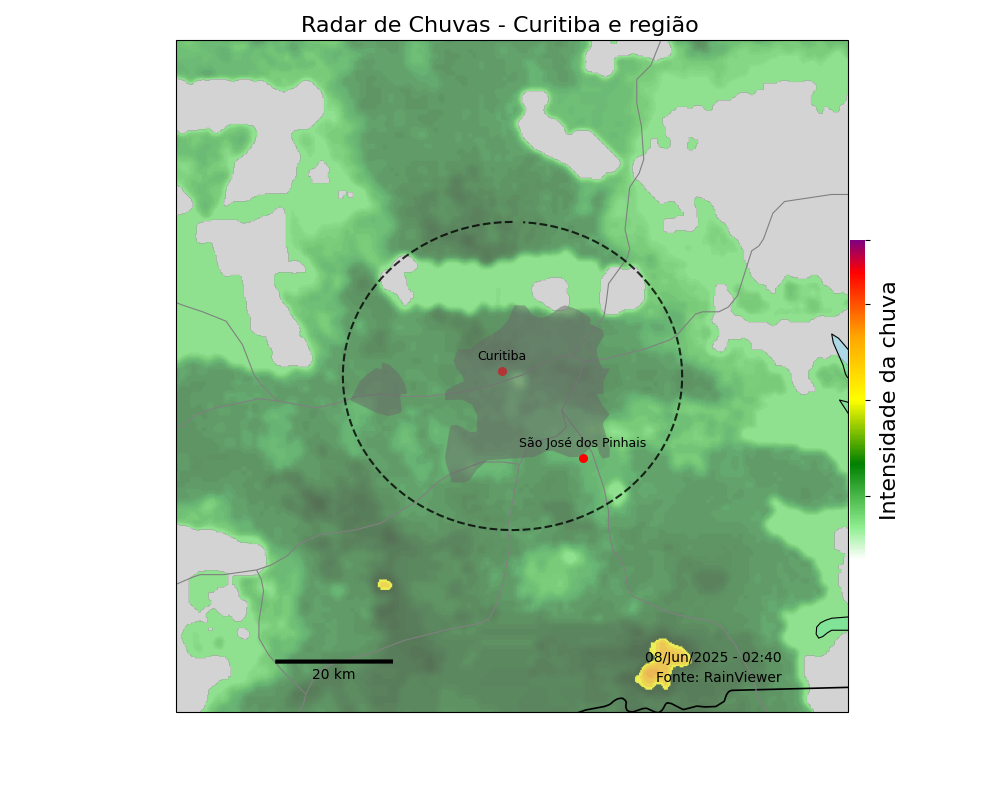 Radar de Chuvas - Curitiba e região
Curitiba
São José dos Pinhais
Intensidade da chuva
08/Jun/2025 - 02:40
20 km
Fonte: RainViewer